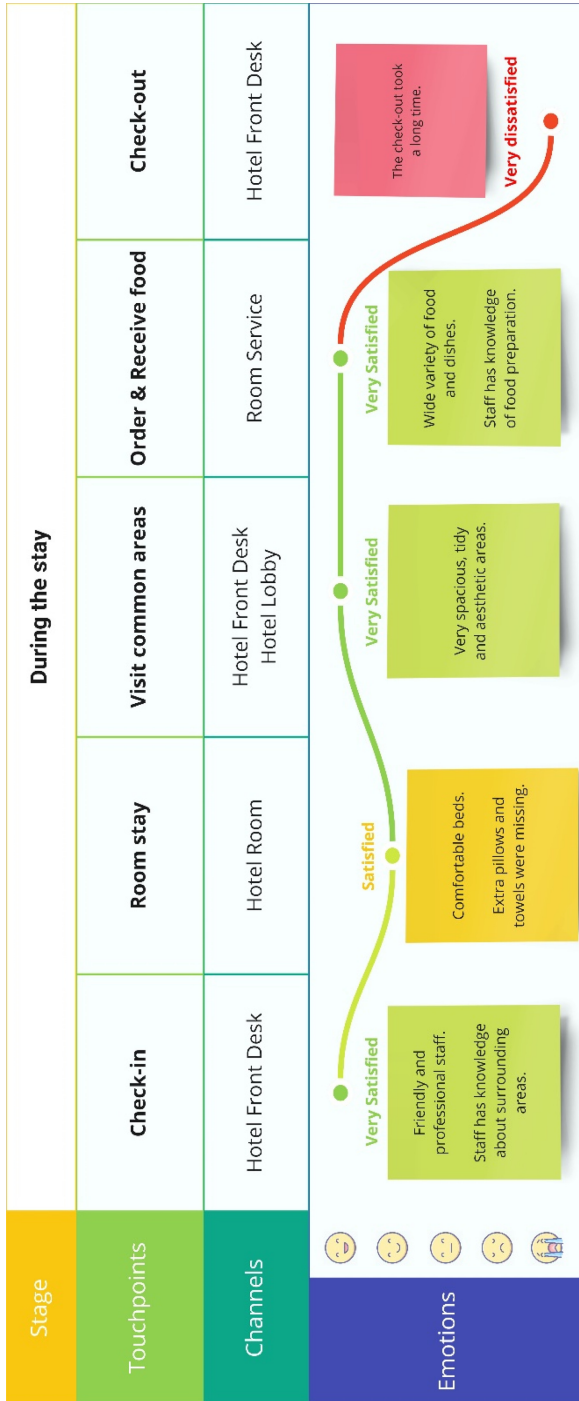 Stage
During the stay
Touchpoints
Check-in
Room stay
Visit common areas
Order & Receive food
Check-out
Channels
Hotel Front Desk
Hotel Room
Hotel Front Desk
Hotel Lobby
Room Service
Hotel Front Desk
Emotions
Very Satisfied
Friendly and
professional staff.
Staff has knowledge
about surrounding
areas.
Satisfied
Comfortable beds.
Extra pillows and
towels were missing.
Very Satisfied
Very spacious, tidy
and aesthetic areas.
Very Satisfied
Wide variety of food
and dishes.
Staff has knowledge
of food preparation.
The check-out took
a long time.
Very dissatisfied